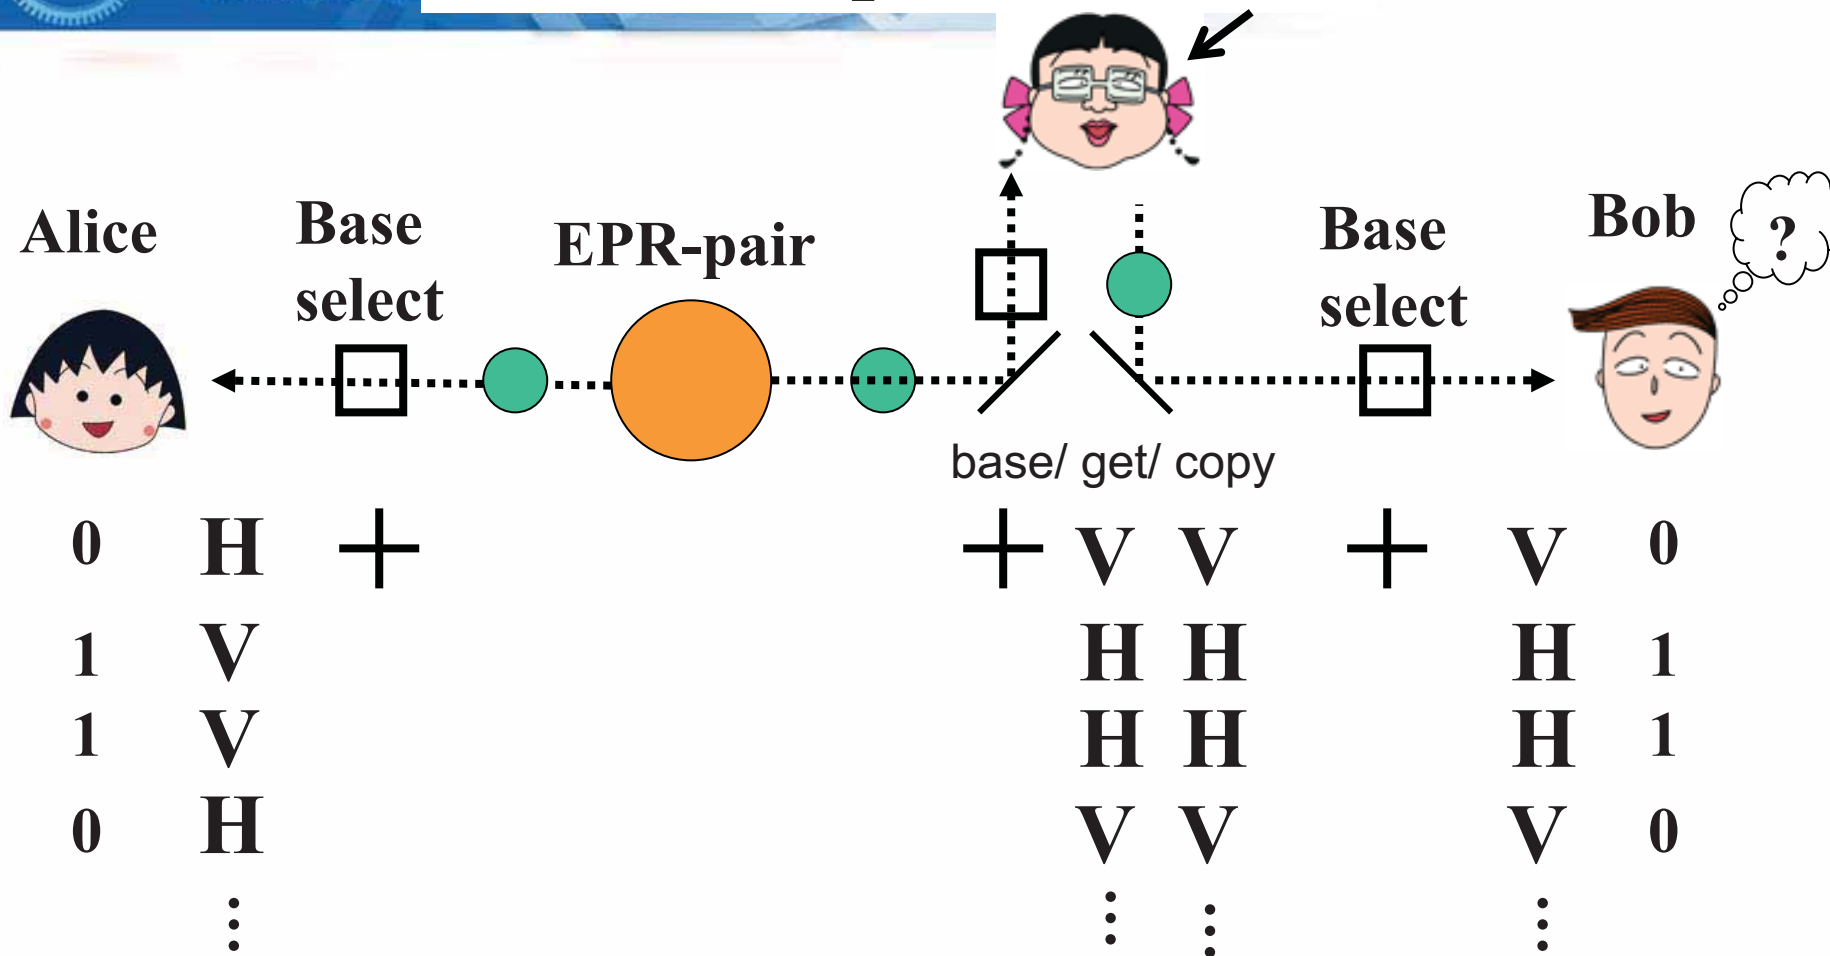 Alice
Base
select
EPR-pair
Base
select
Bob
?
base/ get/ copy
0 H V V V 0
1 V H H H 1
1 V H H H 1
0 H V V V 0